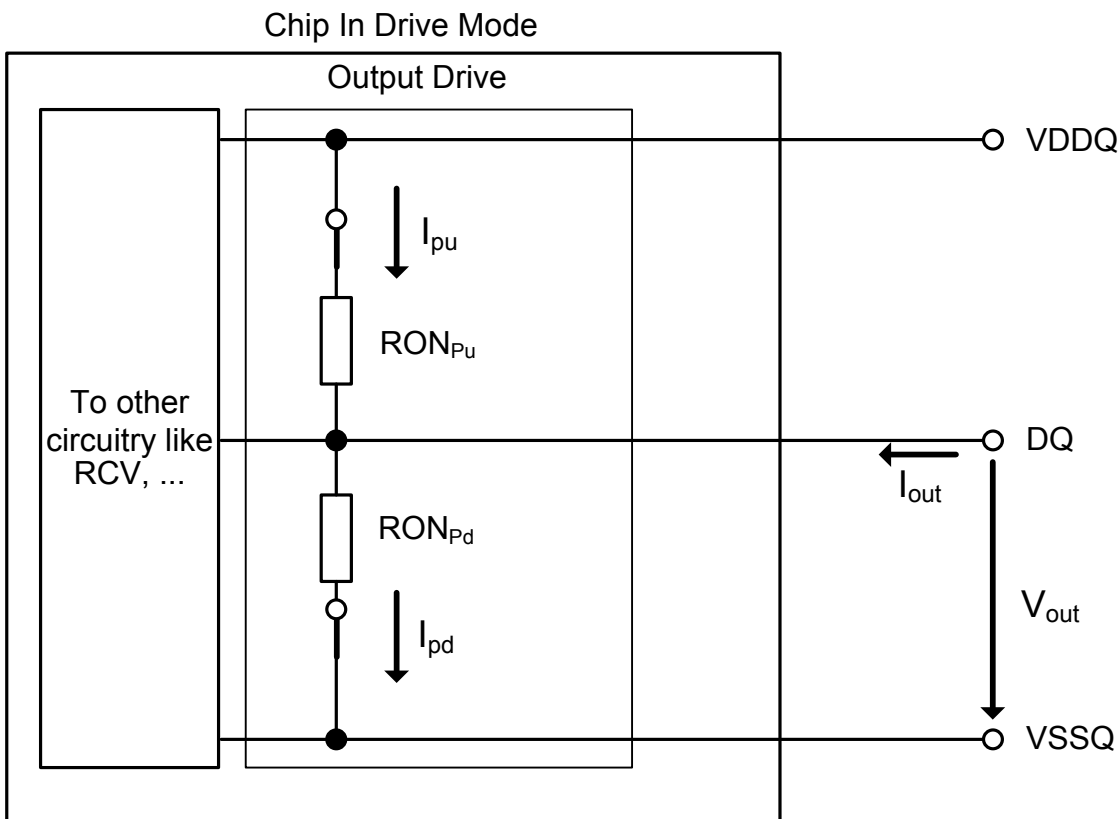 Chip In Drive Mode
Output Drive
VDDQ
Ipu
RONPu
To other
circuitry like
RCV, ...
DQ
Iout
RONPd
Vout
Ipd
VSSQ